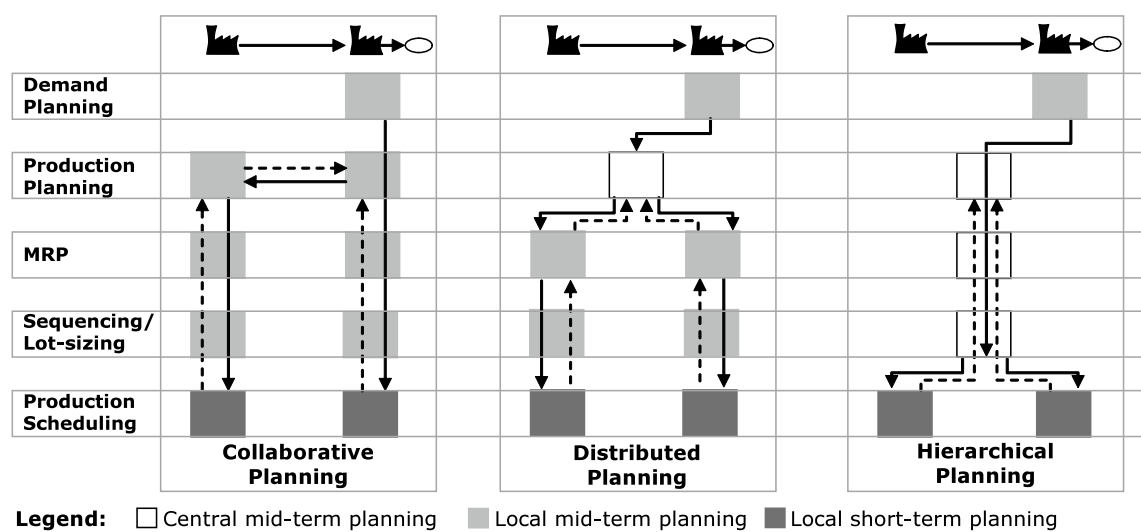 Demand
Planning
Production
Planning
MRP
Sequencing/
Lot-sizing
Production
Scheduling
Collaborative
Planning
Distributed
Planning
Hierarchical
Planning
Legend: Central mid-term planning Local mid-term planning Local short-term planning